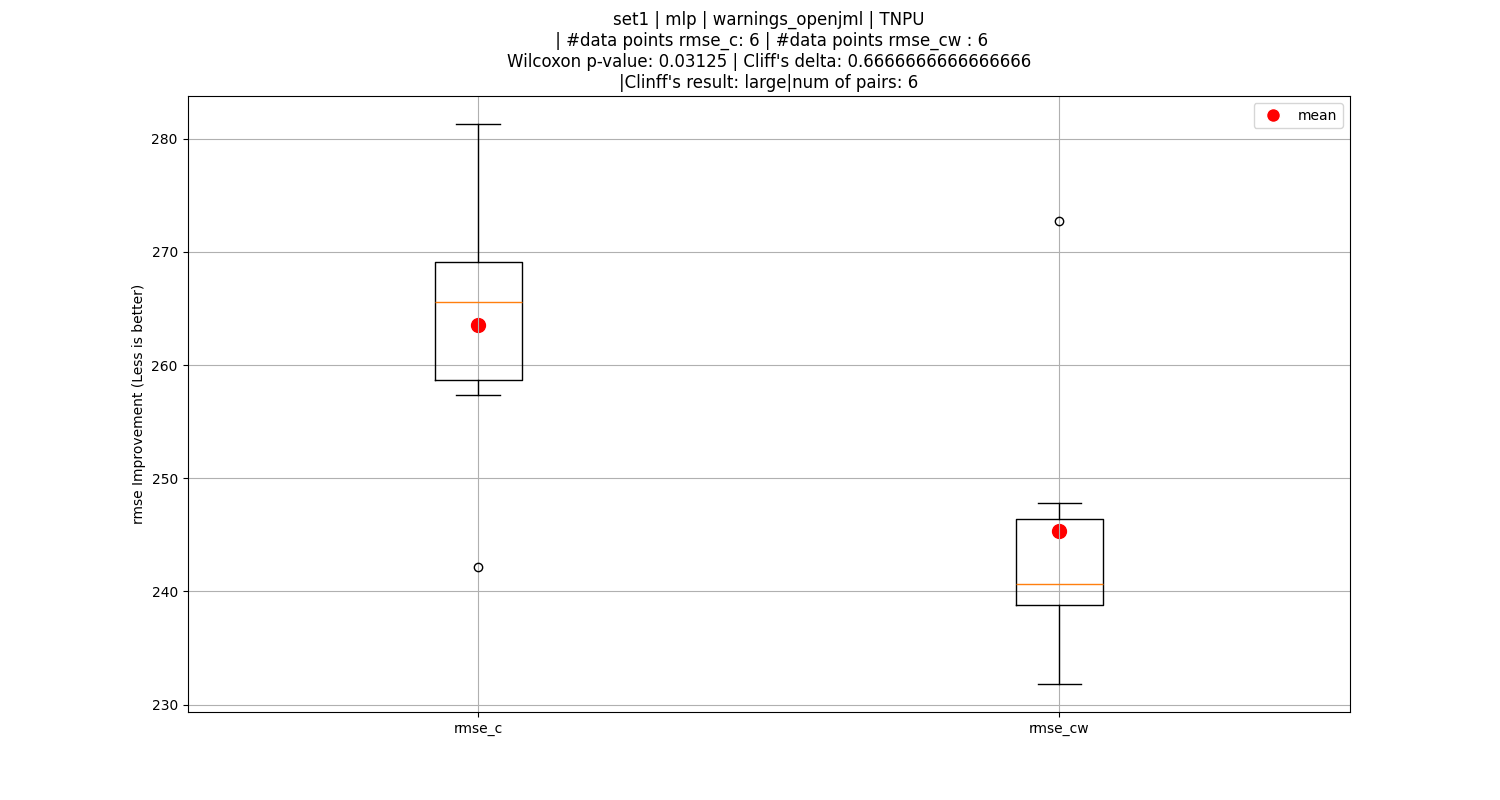 set1 | mlp | warnings_openjml | TNPU
| #data points rmse_c: 6 | #data points rmse_cw : 6
Wilcoxon p-value: 0.03125 | Cliff's delta: 0.6666666666666666
|Clinff's result: large|num of pairs: 6
mean
280
270
260
250
240
230
rmse Improvement (Less is better)
rmse_c
rmse_cw